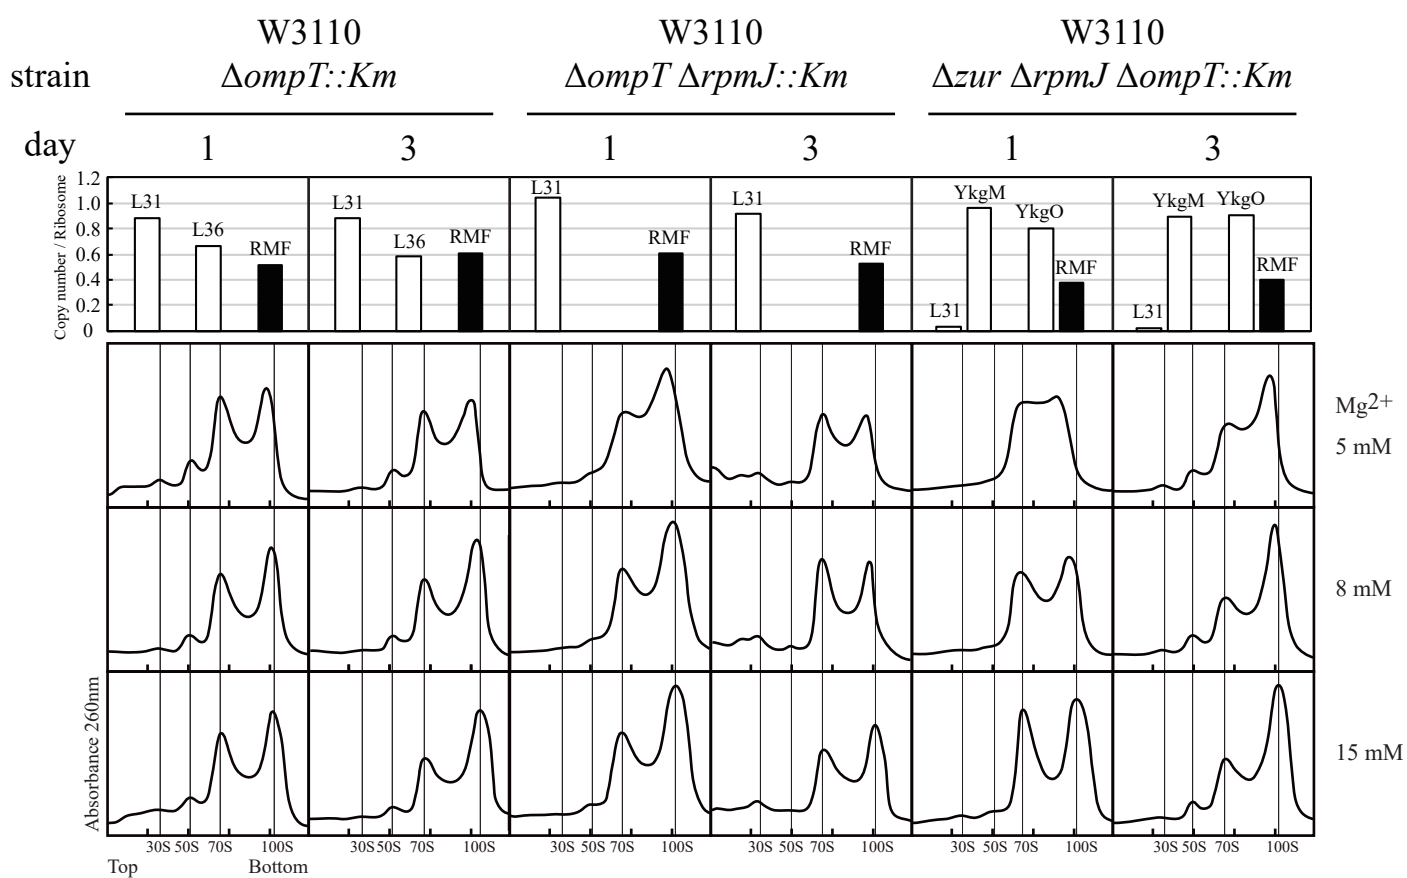 W3110 W3110 W3110
strain ΔompT::Km ΔompT ΔrpmJ::Km Δzur ΔrpmJ ΔompT::Km
day 1 3 1 3 1 3
Copy number / Ribosome
1.2
1.0
0.8
0.6
0.4
0.2
0
L31 L36 RMF
L31 L36 RMF
L31 RMF
L31 RMF
L31 YkgM YkgO RMF
L31 YkgM YkgO RMF
Mg2+
5 mM
8 mM
15 mM
Absorbance 260nm
30S 50S 70S 100S 30S 50S 70S 100S 30S 50S 70S 100S 30S 50S 70S 100S 30S 50S 70S 100S 30S 50S 70S 100S
Top Bottom